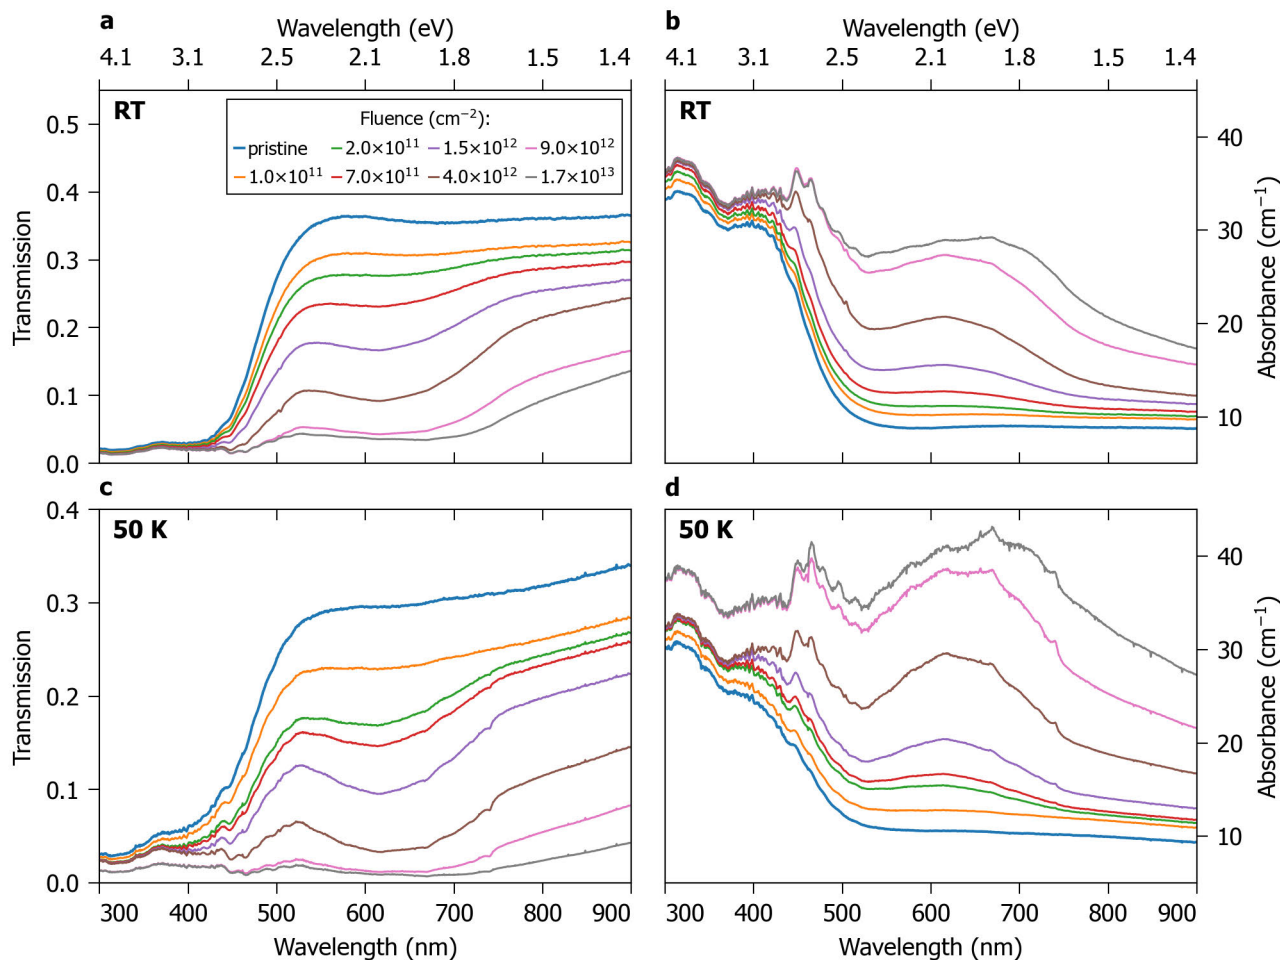 a
Wavelength (eV)
4.1 3.1 2.5 2.1 1.8 1.5 1.4
b
Wavelength (eV)
4.1 3.1 2.5 2.1 1.8 1.5 1.4
RT
Fluence (cm⁻²):
pristine 2.0×10¹¹ 1.5×10¹² 9.0×10¹²
1.0×10¹¹ 7.0×10¹¹ 4.0×10¹² 1.7×10¹³
Transmission
0.5
0.4
0.3
0.2
0.1
0.0
RT
40
30
20
10
Absorbance (cm⁻¹)
c
50 K
Transmission
0.4
0.3
0.2
0.1
0.0
300 400 500 600 700 800 900
Wavelength (nm)
d
50 K
40
30
20
10
Absorbance (cm⁻¹)
300 400 500 600 700 800 900
Wavelength (nm)